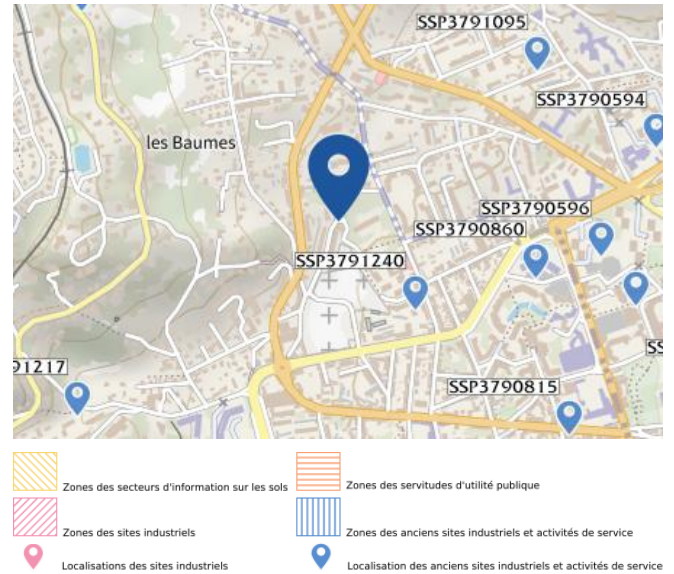 SSP3791095
SSP3790594
les Baumes
SSP3790596
SSP3790860
SSP3791240
91217
SS
SSP3790815
Zones des secteurs d'information sur les sols
Zones des servitudes d'utilité publique
Zones des sites industriels
Zones des anciens sites industriels et activités de service
Localisations des sites industriels
Localisation des anciens sites industriels et activités de service